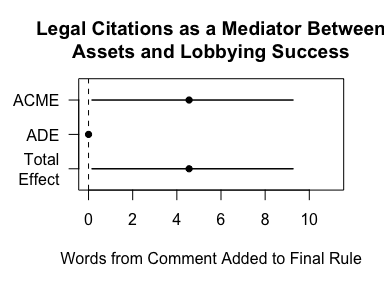 Legal Citations as a Mediator Between
Assets and Lobbying Success
ACME
ADE
Total
Effect
0 2 4 6 8 10
Words from Comment Added to Final Rule